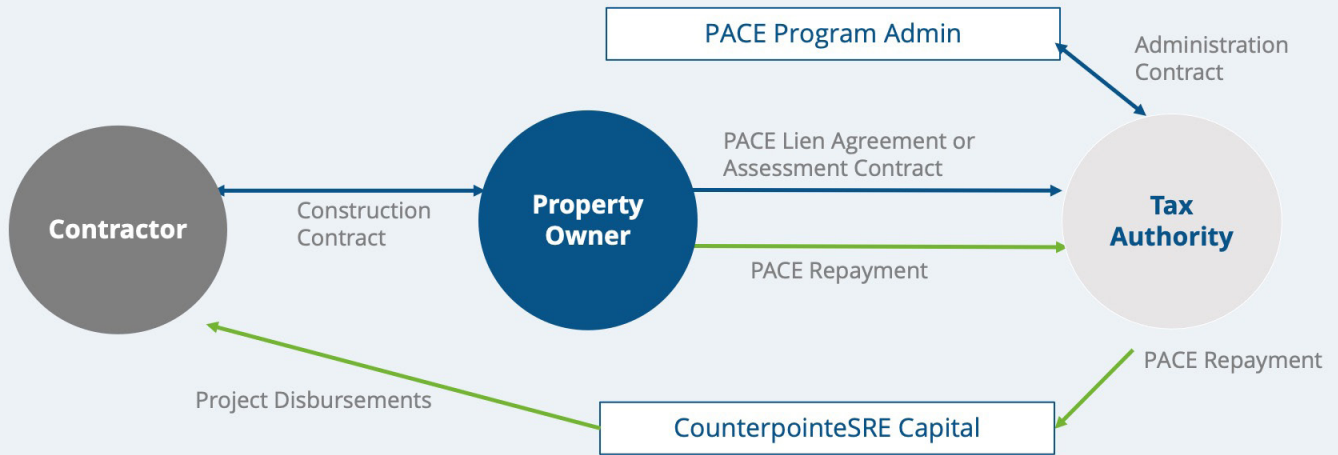 PACE Program Admin
Administration
Contract
PACE Lien Agreement or
Assessment Contract
Contractor
Construction
Contract
Property
Owner
Tax
Authority
PACE Repayment
PACE Repayment
Project Disbursements
CounterpointeSRE Capital